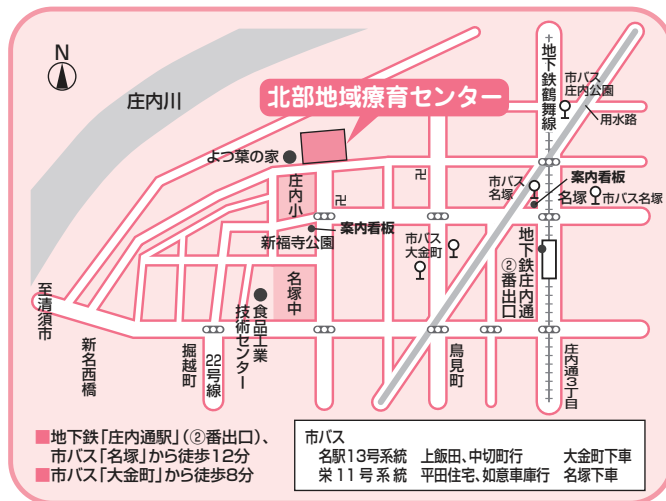 N
庄内川
北部地域療育センター
よつ葉の家
庄内小
卍
卍
新福寺公園
案内看板
名塚中
食品工業
技術センター
至清須市
新名西橋
堀越町
22号線
市バス
大金町
鳥見町
市バス
名塚
案内看板
名塚
市バス名塚
地下鉄鶴舞線
市バス
庄内公園
用水路
地下鉄庄内通
②番出口
庄内通3丁目
■地下鉄「庄内通駅」(②番出口)、
市バス「名塚」から徒歩12分
■市バス「大金町」から徒歩8分
市バス
名駅13号系統 上飯田、中切町行 大金町下車
栄11号系統 平田住宅、如意車庫行 名塚下車